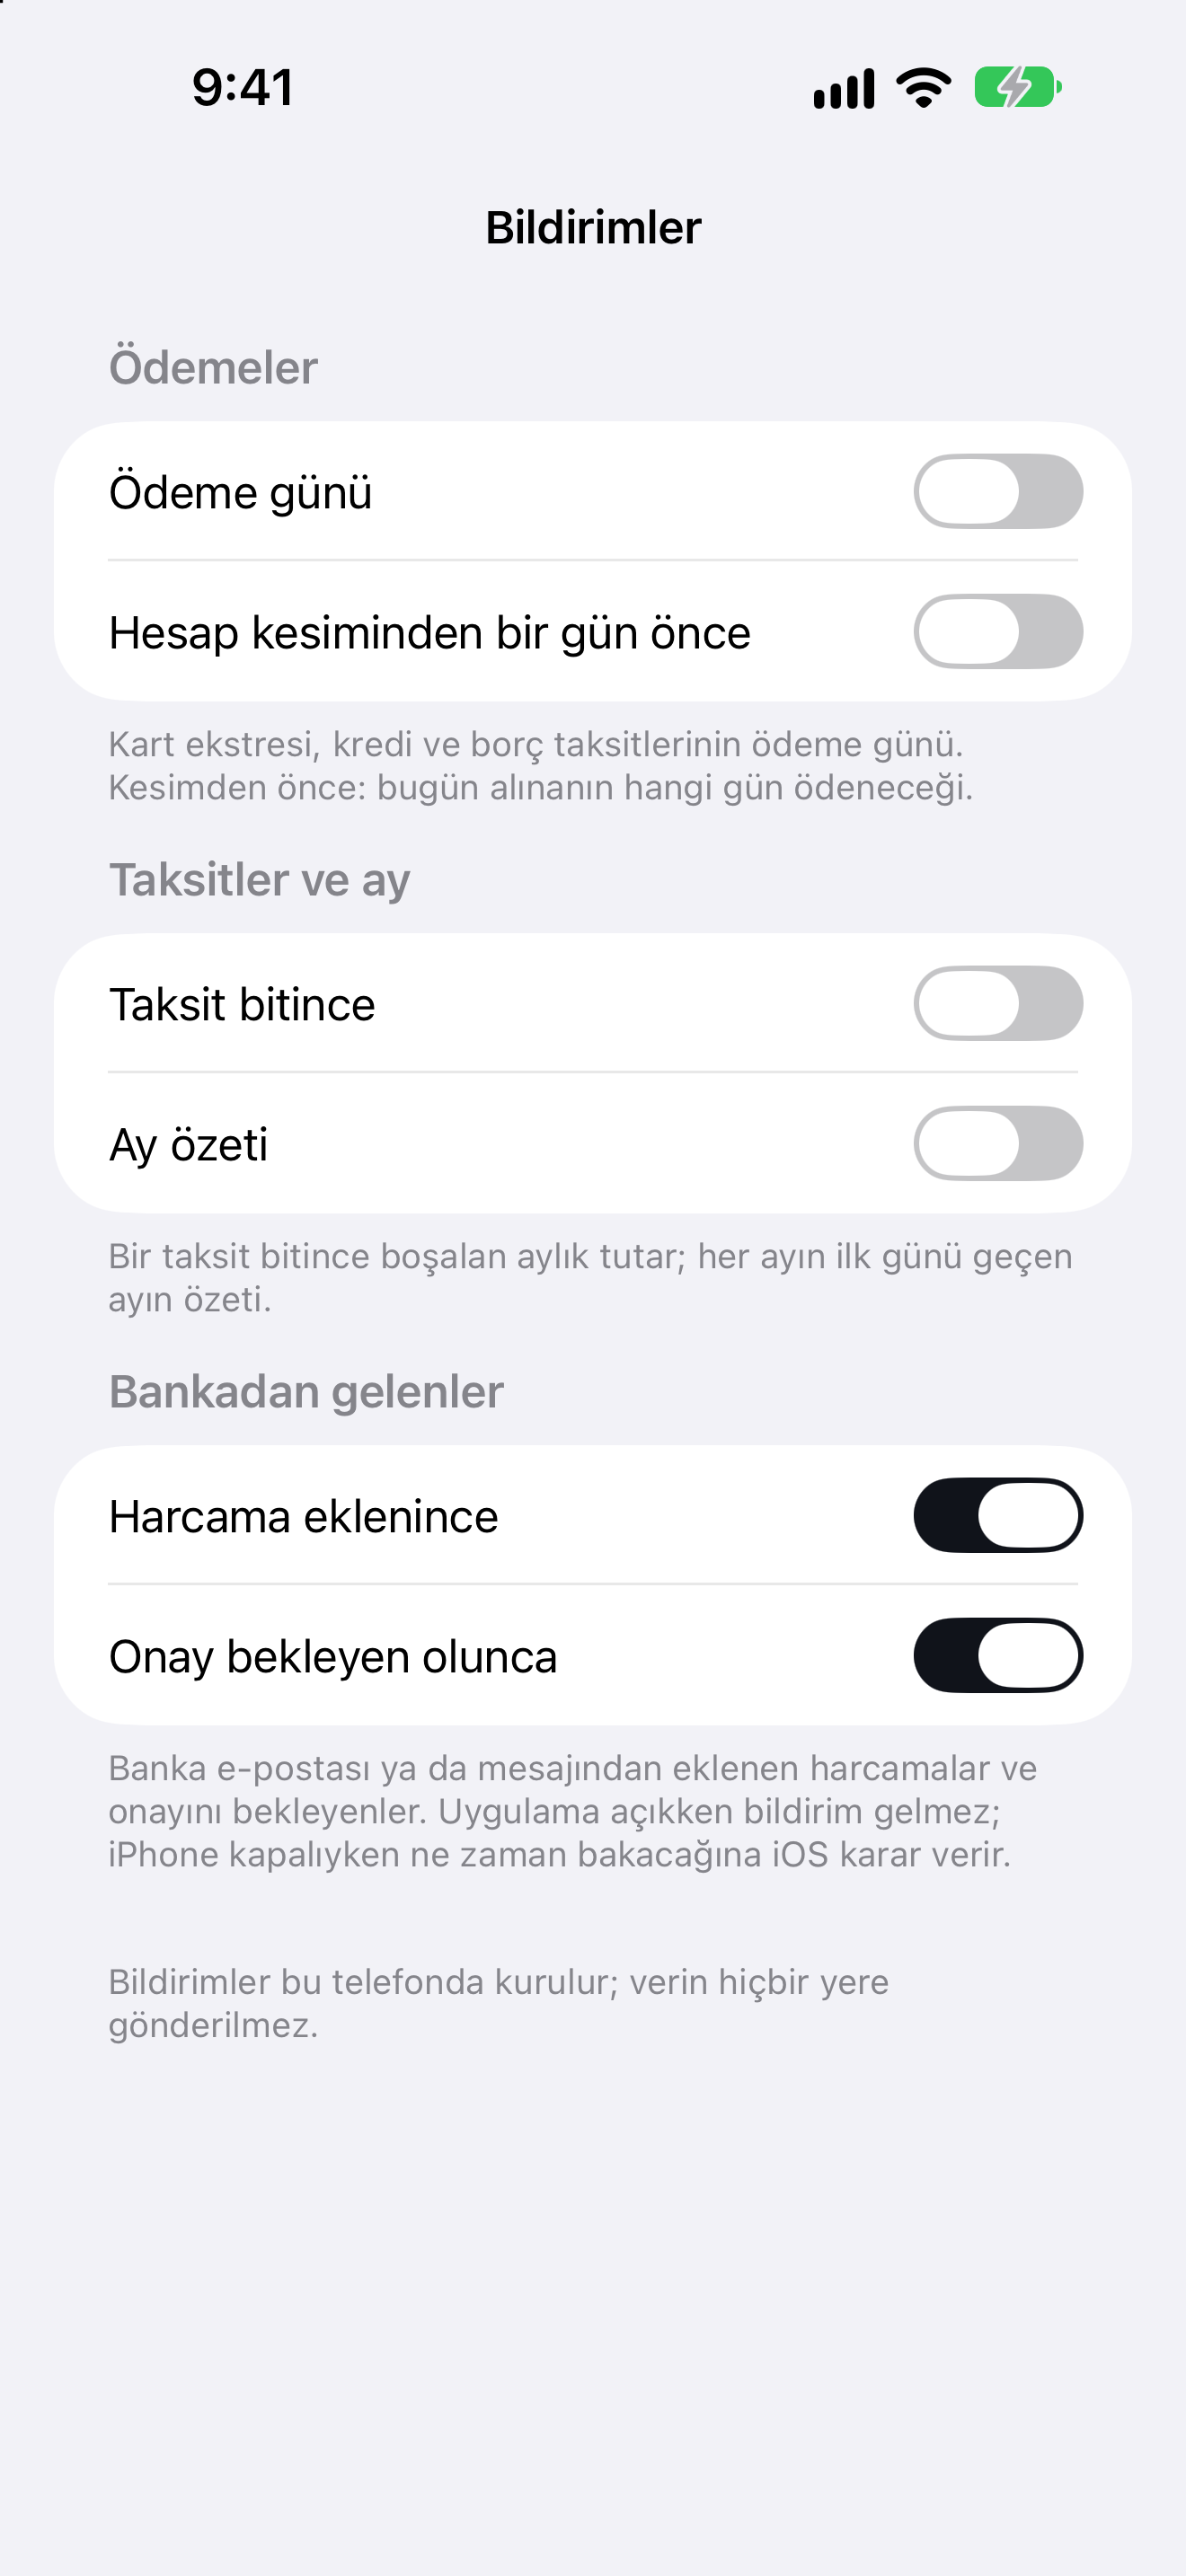 9:41
Bildirimler
Ödemeler
Ödeme günü
Hesap kesiminden bir gün önce
Kart ekstresi, kredi ve borç taksitlerinin ödeme günü.
Kesimden önce: bugün alınanın hangi gün ödeneceği.
Taksitler ve ay
Taksit bitince
Ay özeti
Bir taksit bitince boşalan aylık tutar; her ayın ilk günü geçen
ayın özeti.
Bankadan gelenler
Harcama eklenince
Onay bekleyen olunca
Banka e-postası ya da mesajından eklenen harcamalar ve
onayını bekleyenler. Uygulama açıkken bildirim gelmez;
iPhone kapalıyken ne zaman bakacağına iOS karar verir.
Bildirimler bu telefonda kurulur; verin hiçbir yere
gönderilmez.